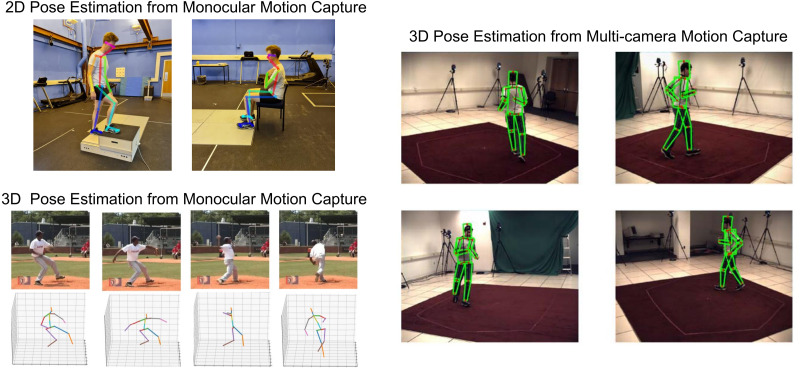 2D Pose Estimation from Monocular Motion Capture
3D Pose Estimation from Multi-camera Motion Capture
3D  Pose Estimation from Monocular Motion Capture